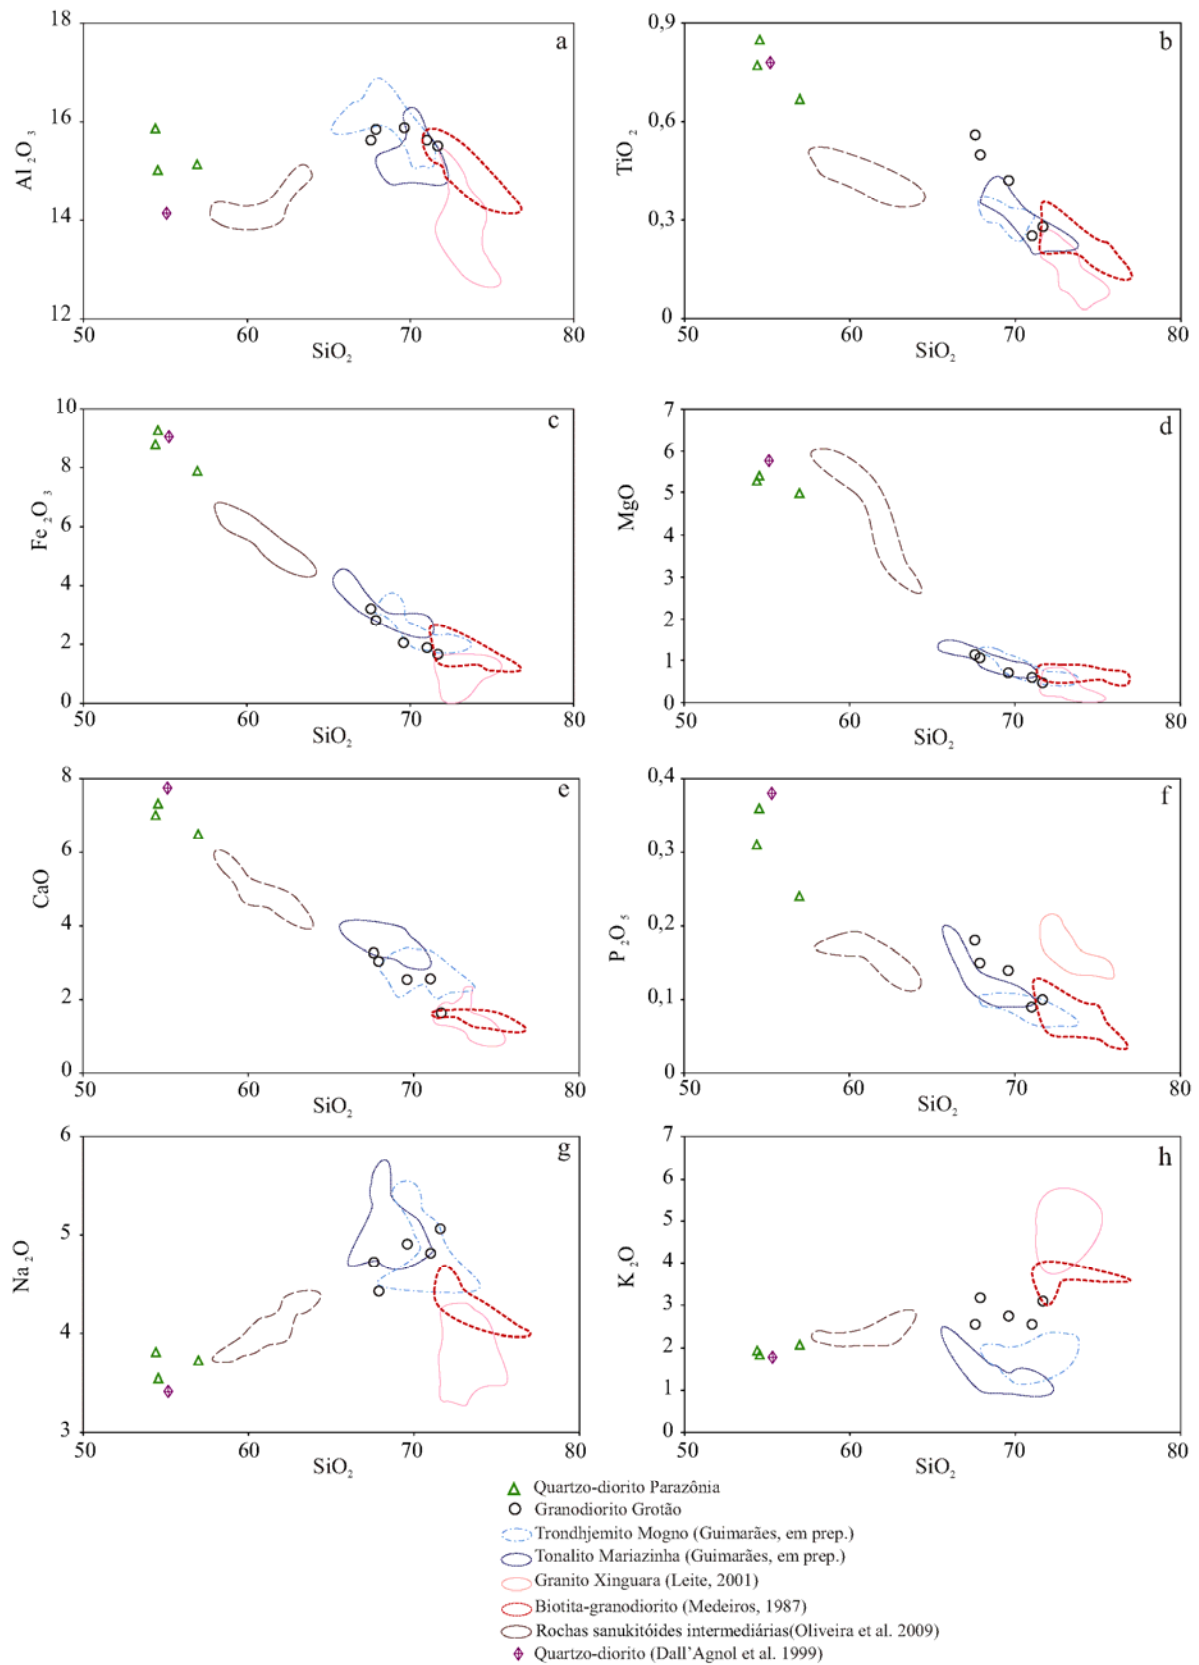 18 a 0,9 b
16 0,6
Al₂O₃ TiO₂
14 0,3
12 0
50 60 70 80 50 60 70 80
SiO₂ SiO₂
10 c 7 d
8 6
6 5
Fe₂O₃ 4 MgO 4
2 3
0 2
1
0
50 60 70 80 50 60 70 80
SiO₂ SiO₂
8 e 0,4 f
6 0,3
CaO 4 P₂O₅ 0,2
2 0,1
0 0
50 60 70 80 50 60 70 80
SiO₂ SiO₂
6 g 7 h
5 6
Na₂O 5
4 K₂O 4
3 3
2
1
0
50 60 70 80 50 60 70 80
SiO₂ SiO₂
Quartzo-diorito Parazônia
Granodiorito Grotão
Trondhjemito Mogno (Guimarães, em prep.)
Tonalito Mariazinha (Guimarães, em prep.)
Granito Xinguara (Leite, 2001)
Biotita-granodiorito (Medeiros, 1987)
Rochas sanukitóides intermediárias(Oliveira et al. 2009)
Quartzo-diorito (Dall'Agnol et al. 1999)